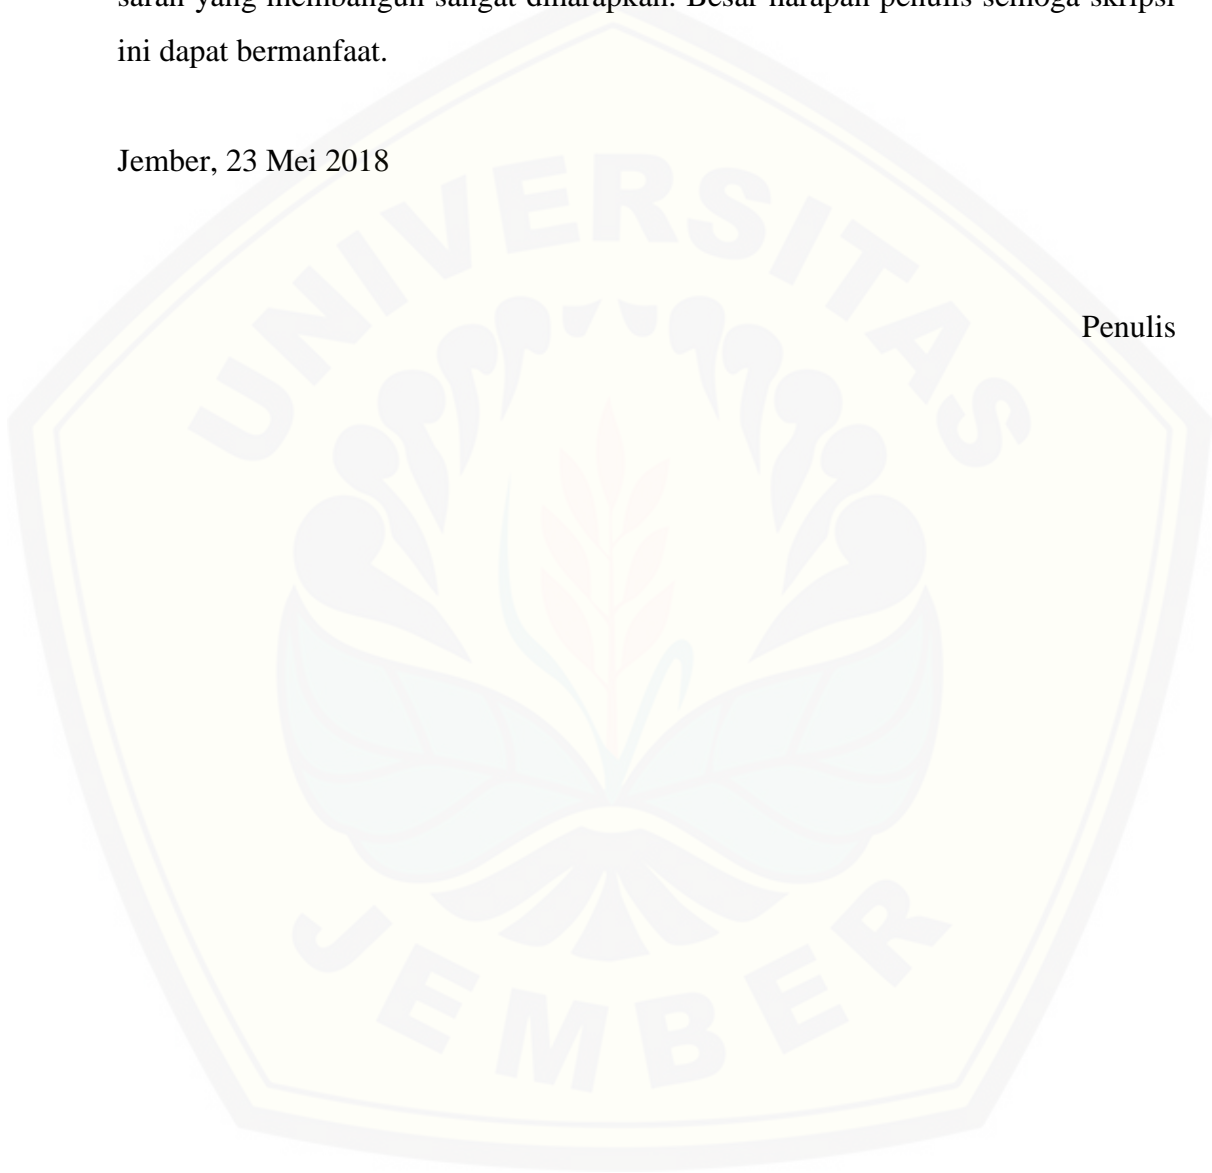 saran yang membangun sangat diharapkan. Besar harapan penulis semoga skripsi
ini dapat bermanfaat.
Jember, 23 Mei 2018
Penulis
UNIVERSITAS
JEMBER